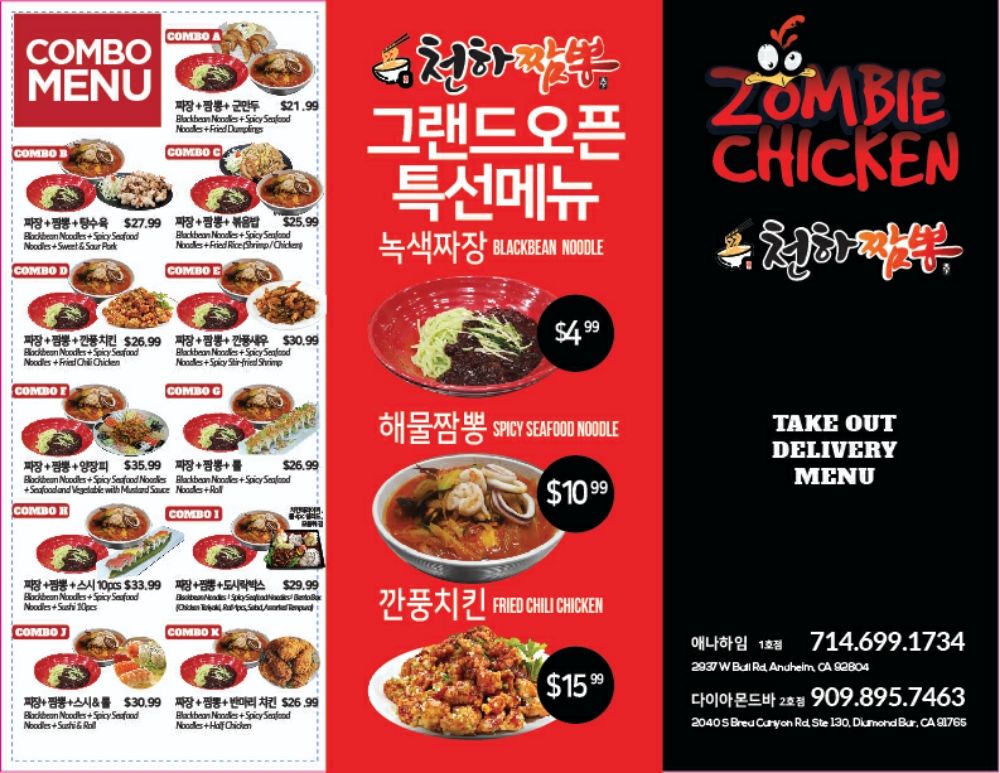 COMBO
MENU
COMBO A
짜장+짬뽕+군만두 $21.99
Blackbean Noodles + Spicy Seafood
Noodles + Fried Dumplings
COMBO B
짜장+짬뽕+탕수육 $27.99
Blackbean Noodles + Spicy Seafood
Noodles + Sweet & Sour Pork
COMBO C
짜장+짬뽕+볶음밥 $25.99
Blackbean Noodles + Spicy Seafood
Noodles + Fried Rice (Shrimp / Chicken)
COMBO D
짜장+짬뽕+깐풍치킨 $26.99
Blackbean Noodles + Spicy Seafood
Noodles + Fried Chili Chicken
COMBO E
짜장+짬뽕+깐풍새우 $30.99
Blackbean Noodles + Spicy Seafood
Noodles + Spicy Stir-fried Shrimp
COMBO F
짜장+짬뽕+양장피 $35.99
Blackbean Noodles + Spicy Seafood Noodles
+ Seafood and Vegetable with Mustard Sauce
COMBO G
짜장+짬뽕+롤 $26.99
Blackbean Noodles + Spicy Seafood
Noodles + Roll
COMBO H
짜장+짬뽕+스시 10pcs $33.99
Blackbean Noodles + Spicy Seafood
Noodles + Sushi 10pcs
COMBO I
짜장+짬뽕+도시락박스 $29.99
Blackbean Noodles + Spicy Seafood Noodles + Bento Box
(Chicken Teriyaki, Roll 4pcs, Salad, Assorted Tempura)
COMBO J
짜장+짬뽕+스시&롤 $30.99
Blackbean Noodles + Spicy Seafood
Noodles + Sushi & Roll
COMBO K
짜장+짬뽕+반마리 치킨 $26.99
Blackbean Noodles + Spicy Seafood
Noodles + Half Chicken
천하짬뽕
그랜드오픈
특선메뉴
녹색짜장 BLACKBEAN NOODLE
$4.99
해물짬뽕 SPICY SEAFOOD NOODLE
$10.99
깐풍치킨 FRIED CHILI CHICKEN
$15.99
ZOMBIE
CHICKEN
천하짬뽕
TAKE OUT
DELIVERY
MENU
애나하임 1호점 714.699.1734
2937 W Ball Rd, Anaheim, CA 92804
다이아몬드바 2호점 909.895.7463
2040 S Brea Canyon Rd, Ste 130, Diamond Bar, CA 91765